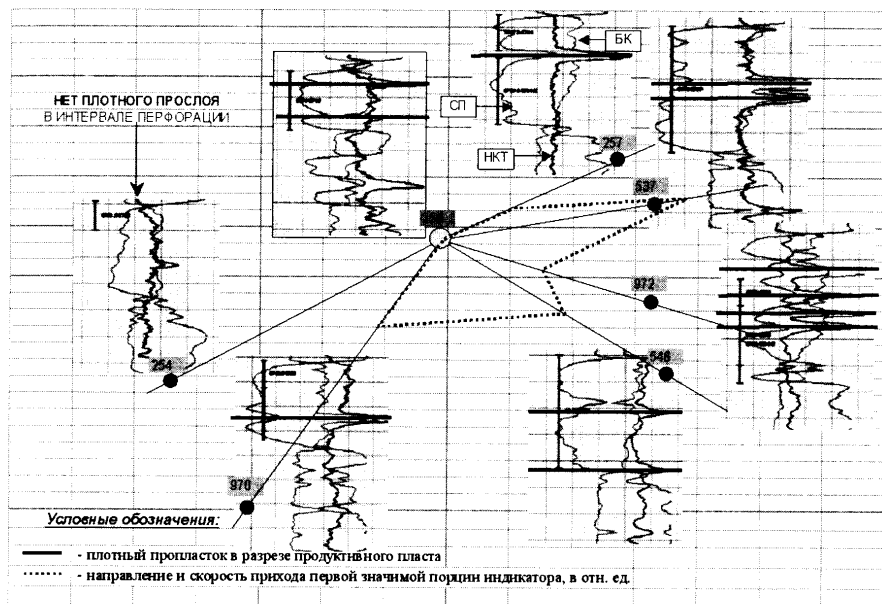 БК
НЕТ ПЛОТНОГО ПРОСЛОЯ
В ИНТЕРВАЛЕ ПЕРФОРАЦИИ
СП
НКТ
257
537
972
254
546
970
Условные обозначения:
- плотный пропласток в разрезе продуктивного пласта
- направление и скорость прихода первой значимой порции индикатора, в отн. ед.